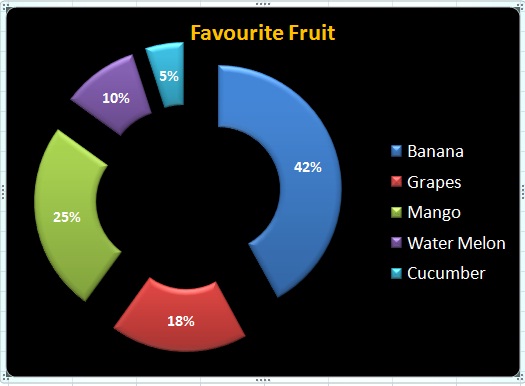 Favourite Fruit
5%
10%
42%
25%
18%
Banana
Grapes
Mango
Water Melon
Cucumber